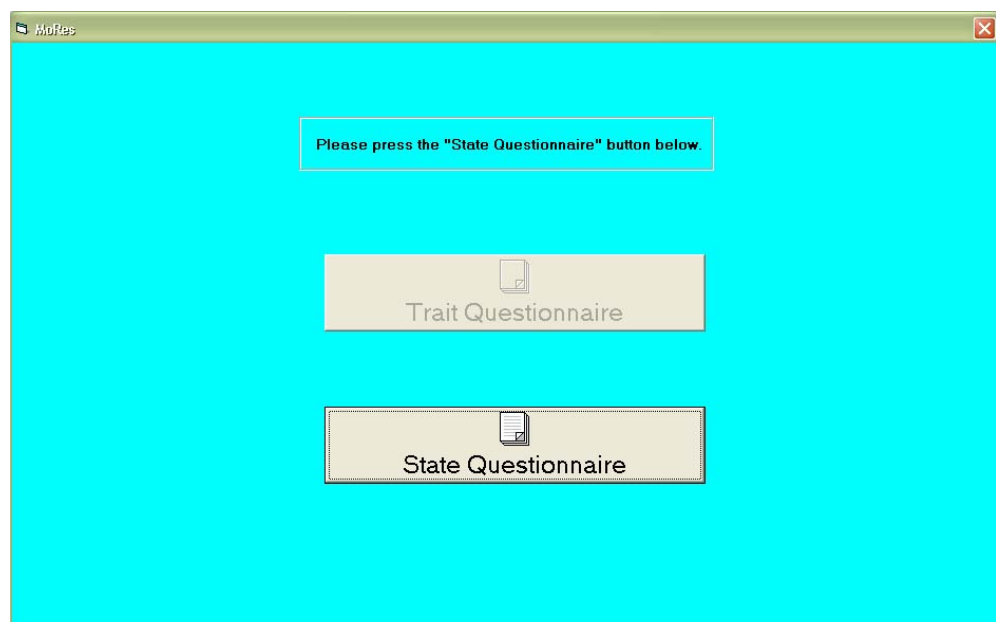 MoRes
Please press the "State Questionnaire" button below.
Trait Questionnaire
State Questionnaire